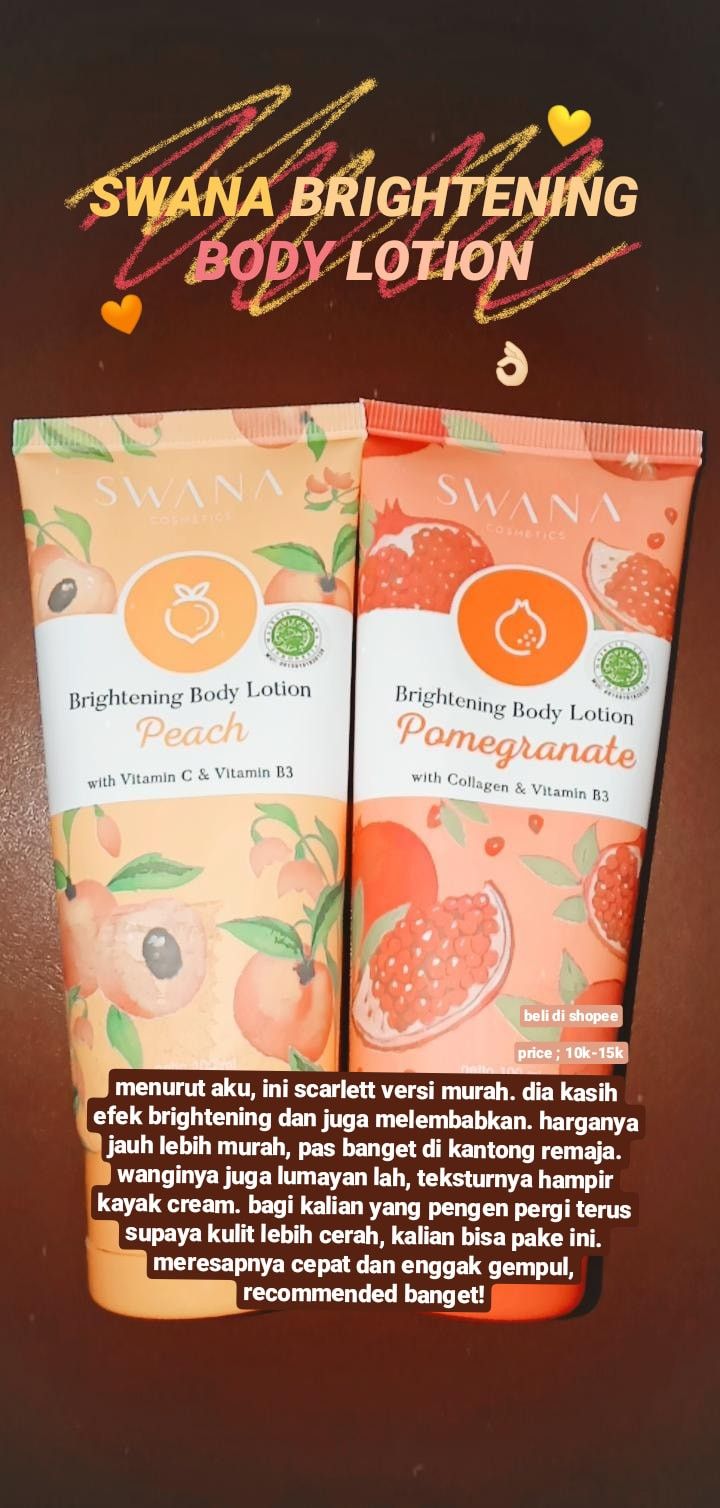 SWANA BRIGHTENING
BODY LOTION
SWANA
COSMETICS
Brightening Body Lotion
Peach
with Vitamin C & Vitamin B3
SWANA
COSMETICS
Brightening Body Lotion
Pomegranate
with Collagen & Vitamin B3
beli di shopee
price ; 10k-15k
menurut aku, ini scarlett versi murah. dia kasih
efek brightening dan juga melembabkan. harganya
jauh lebih murah, pas banget di kantong remaja.
wanginya juga lumayan lah, teksturnya hampir
kayak cream. bagi kalian yang pengen pergi terus
supaya kulit lebih cerah, kalian bisa pake ini.
meresapnya cepat dan enggak gempul,
recommended banget!